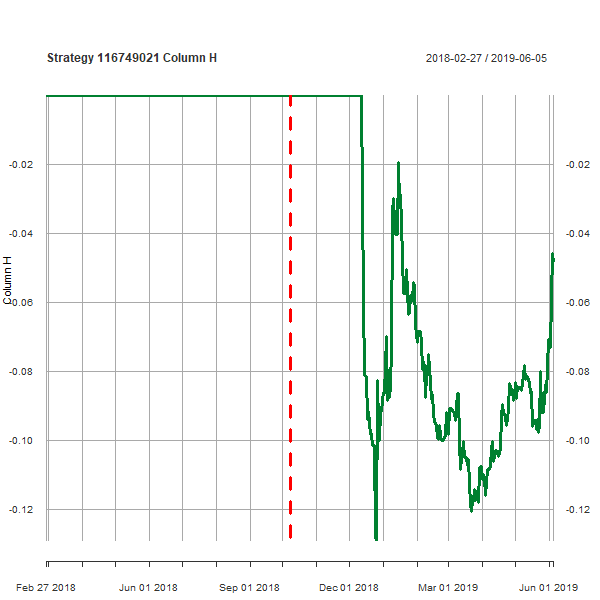 Strategy 116749021 Column H
2018-02-27 / 2019-06-05
-0.02 -0.02
-0.04 -0.04
Column H
-0.06 -0.06
-0.08 -0.08
-0.10 -0.10
-0.12 -0.12
Feb 27 2018 Jun 01 2018 Sep 01 2018 Dec 01 2018 Mar 01 2019 Jun 01 2019